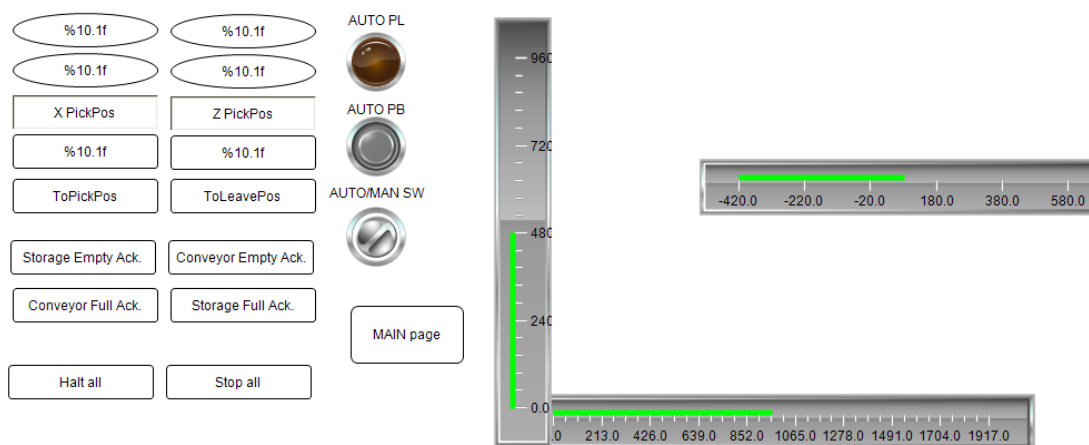 %10.1f %10.1f
%10.1f %10.1f
X PickPos Z PickPos
%10.1f %10.1f
ToPickPos ToLeavePos
Storage Empty Ack. Conveyor Empty Ack.
Conveyor Full Ack. Storage Full Ack.
Halt all Stop all
AUTO PL
AUTO PB
AUTO/MAN SW
MAIN page
960
720
480
240
0.0
-420.0 -220.0 -20.0 180.0 380.0 580.0
.0 213.0 426.0 639.0 852.0 1065.0 1278.0 1491.0 1704.0 1917.0